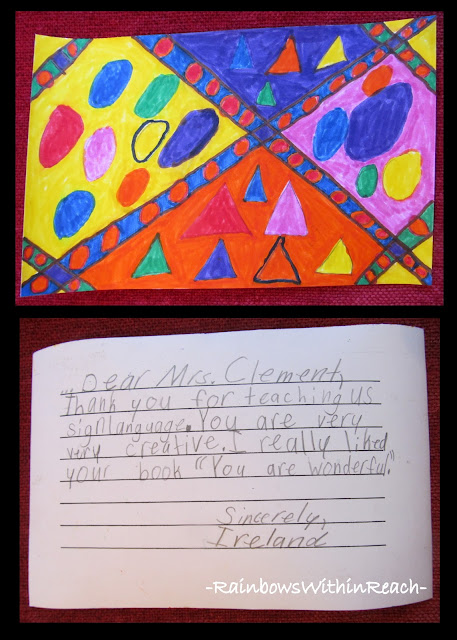 ... Dear Mrs. Clement,
Thank you for teaching us
sign language. You are very
very creative. I really liked
your book "You are wonderful."
Sincerely,
Ireland
-RainbowsWithinReach-